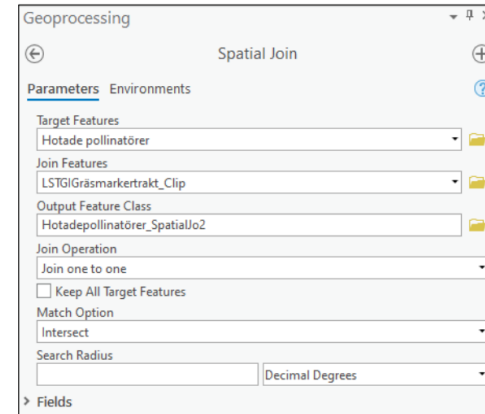 Geoprocessing
Spatial Join
Parameters Environments
Target Features
Hotade pollinatörer
Join Features
LSTGIGräsmarkertrakt_Clip
Output Feature Class
Hotadepollinatörer_SpatialJo2
Join Operation
Join one to one
Keep All Target Features
Match Option
Intersect
Search Radius
Decimal Degrees
Fields